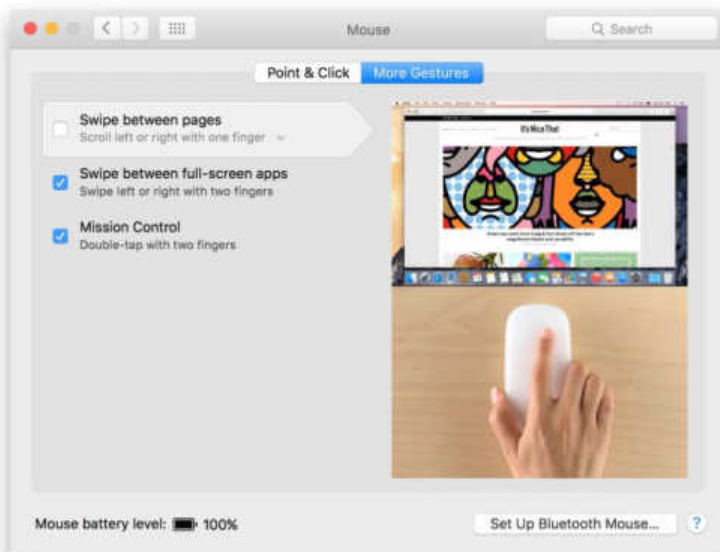 Mouse
Search
Point & Click
More Gestures
Swipe between pages
Scroll left or right with one finger
Swipe between full-screen apps
Swipe left or right with two fingers
Mission Control
Double-tap with two fingers
It's Nice That
Mouse battery level: 100%
Set Up Bluetooth Mouse...
?